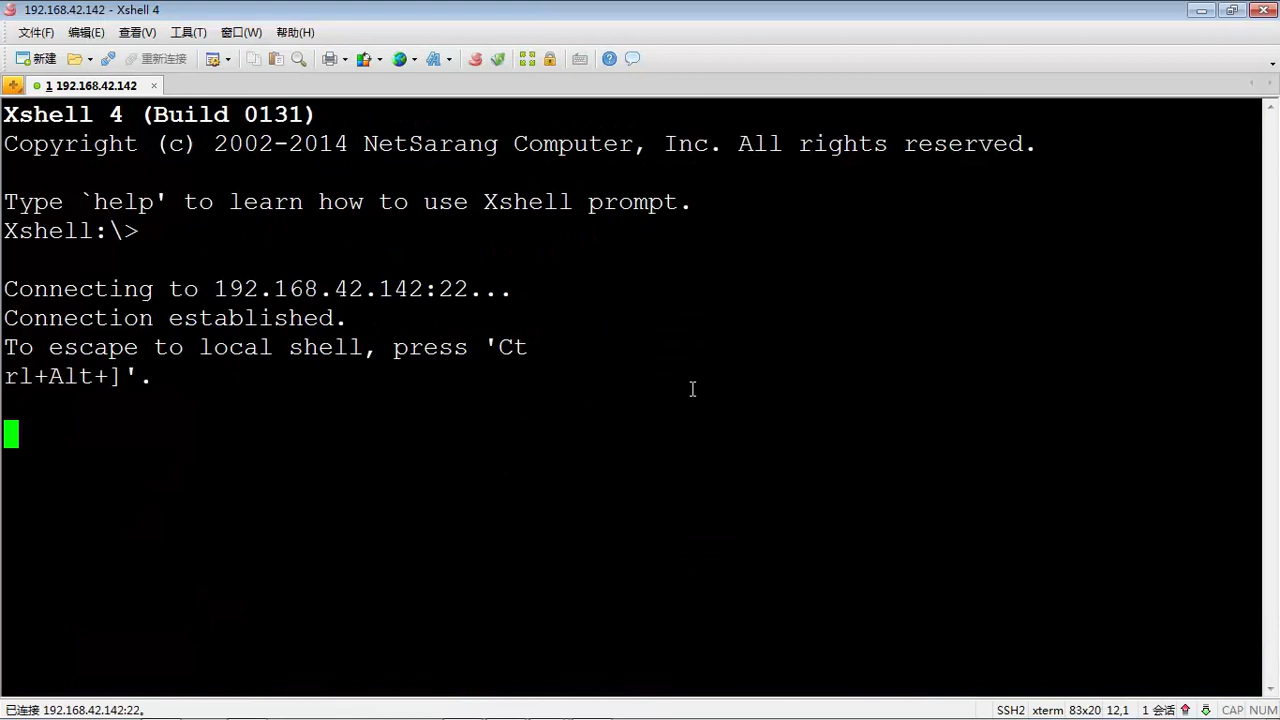 192.168.42.142 - Xshell 4
文件(F) 编辑(E) 查看(V) 工具(T) 窗口(W) 帮助(H)
新建 重新连接
1 192.168.42.142 ×
Xshell 4 (Build 0131)
Copyright (c) 2002-2014 NetSarang Computer, Inc. All rights reserved.
Type `help' to learn how to use Xshell prompt.
Xshell:\>
Connecting to 192.168.42.142:22...
Connection established.
To escape to local shell, press 'Ct
rl+Alt+]'.
已连接 192.168.42.142:22。 SSH2 xterm 83x20 12,1 1 会话 CAP NUM